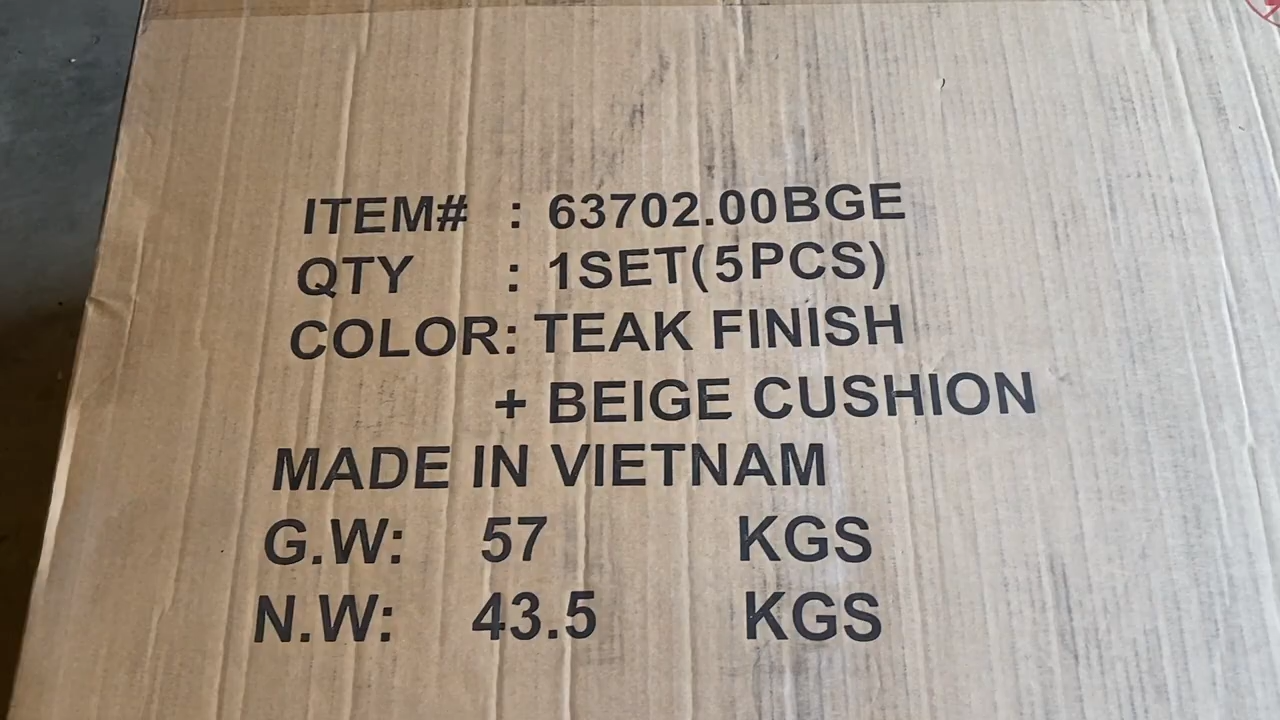 ITEM# : 63702.00BGE
QTY : 1SET(5PCS)
COLOR: TEAK FINISH
+ BEIGE CUSHION
MADE IN VIETNAM
G.W: 57 KGS
N.W: 43.5 KGS